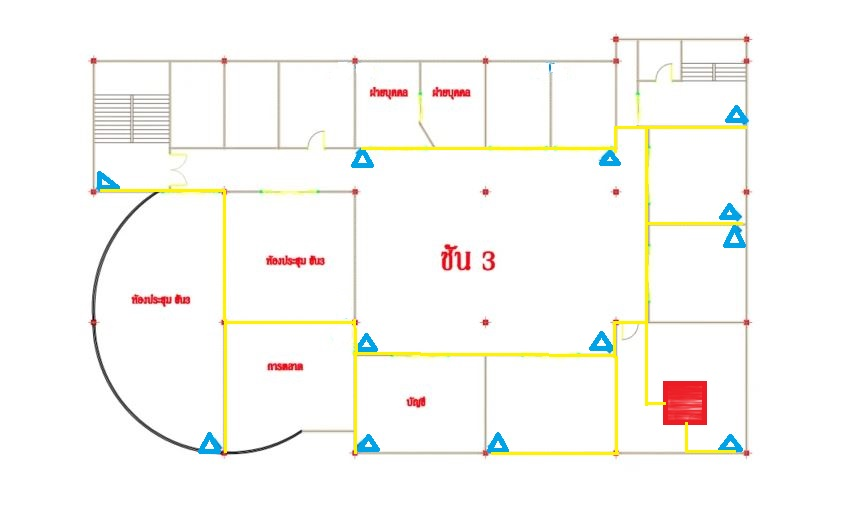 ฝ่ายบุคคล ฝ่ายบุคคล
ชั้น 3
ห้องประชุม ชั้น3
ห้องประชุม ชั้น3
การตลาด
บัญชี